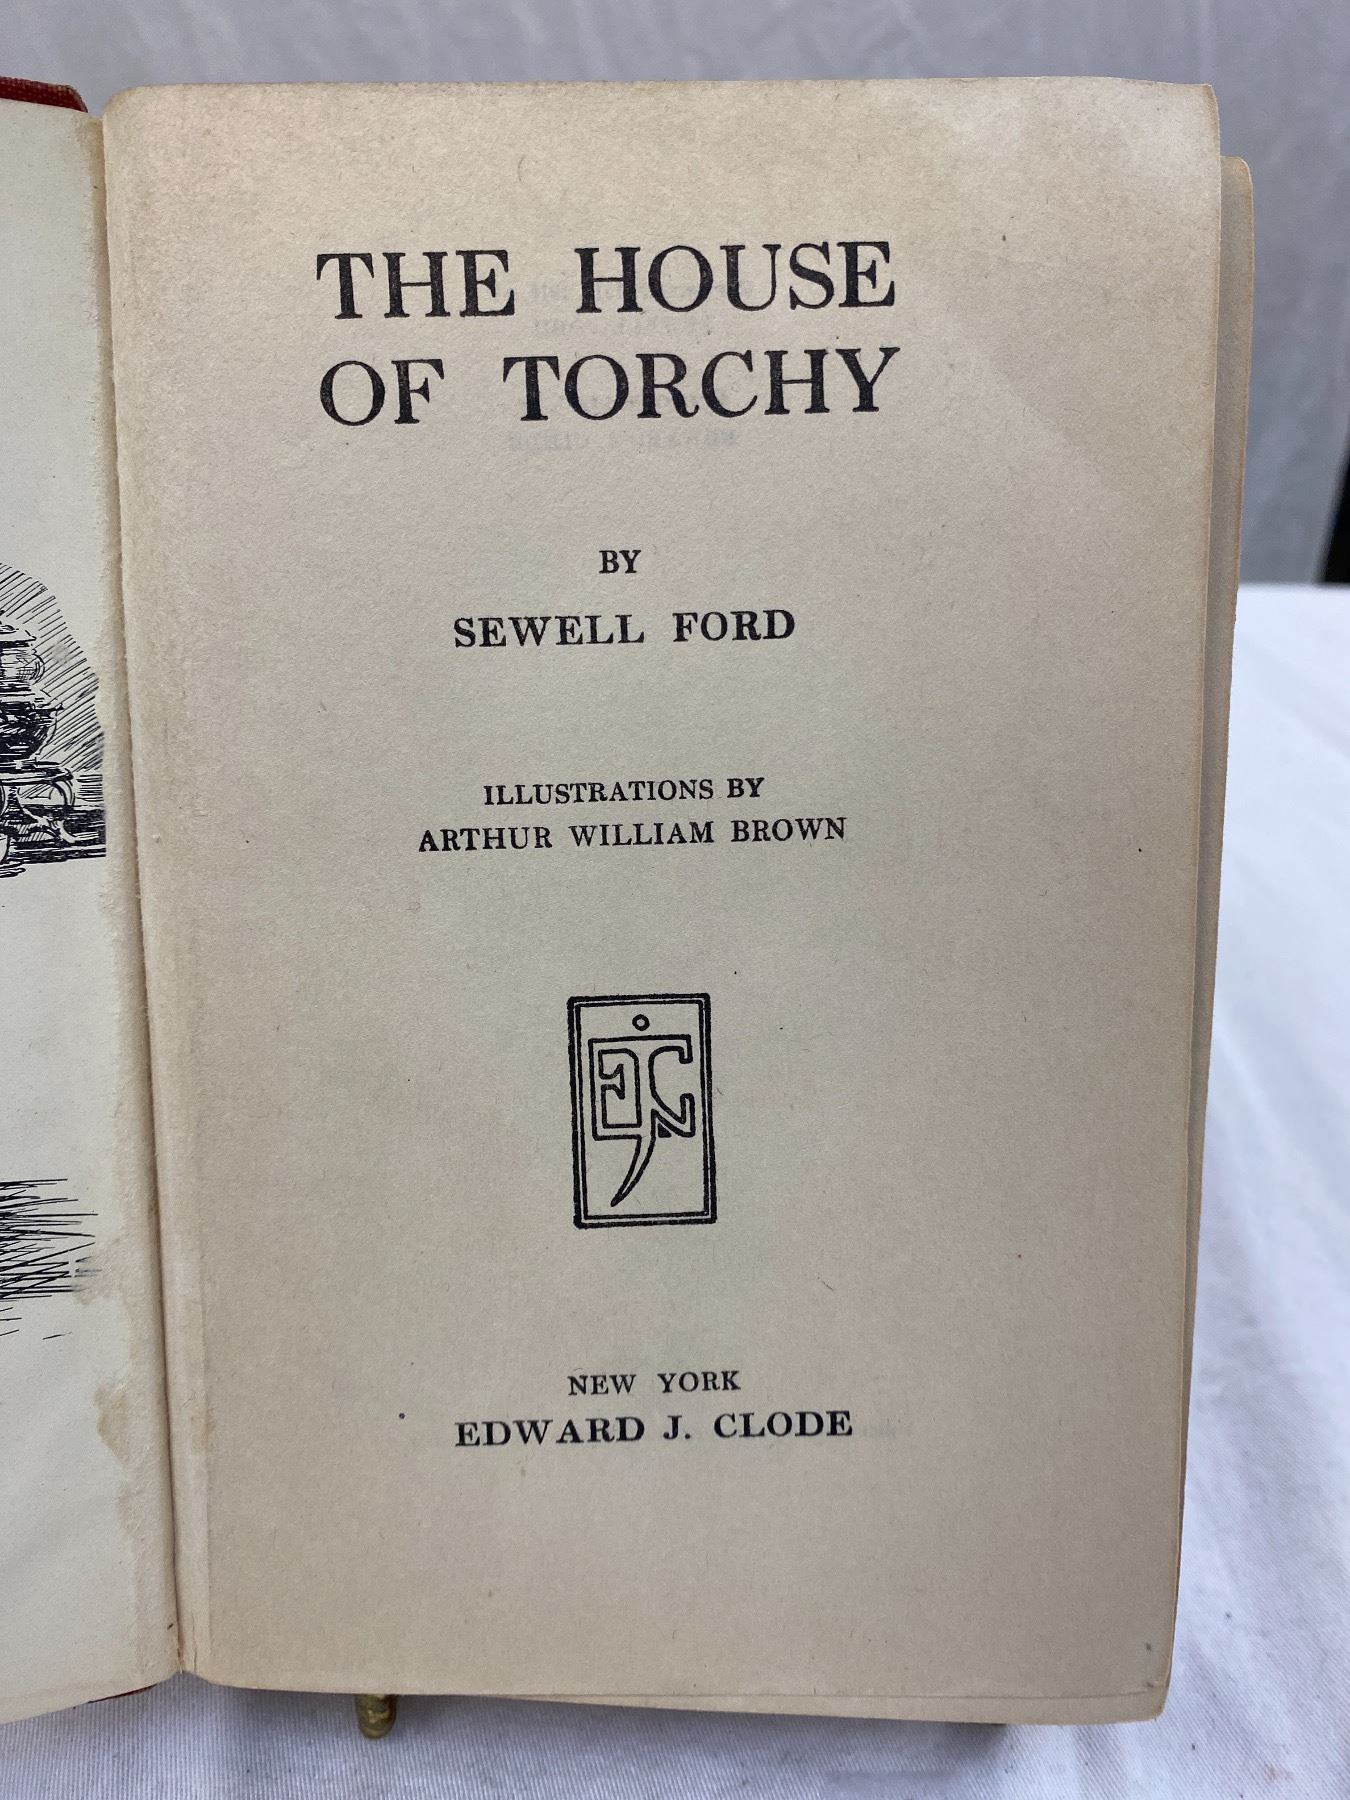 THE HOUSE
OF TORCHY
BY
SEWELL FORD
ILLUSTRATIONS BY
ARTHUR WILLIAM BROWN
NEW YORK
EDWARD J. CLODE